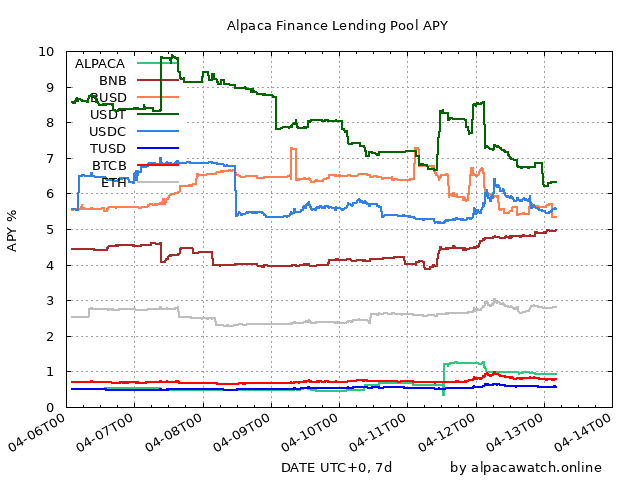 Alpaca Finance Lending Pool APY
10
9
8
7
6
5
4
3
2
1
0
APY %
ALPACA
BNB
BUSD
USDT
USDC
TUSD
BTCB
ETH
04-06T00
04-07T00
04-08T00
04-09T00
04-10T00
04-11T00
04-12T00
04-13T00
04-14T00
DATE UTC+0, 7d
by alpacawatch.online